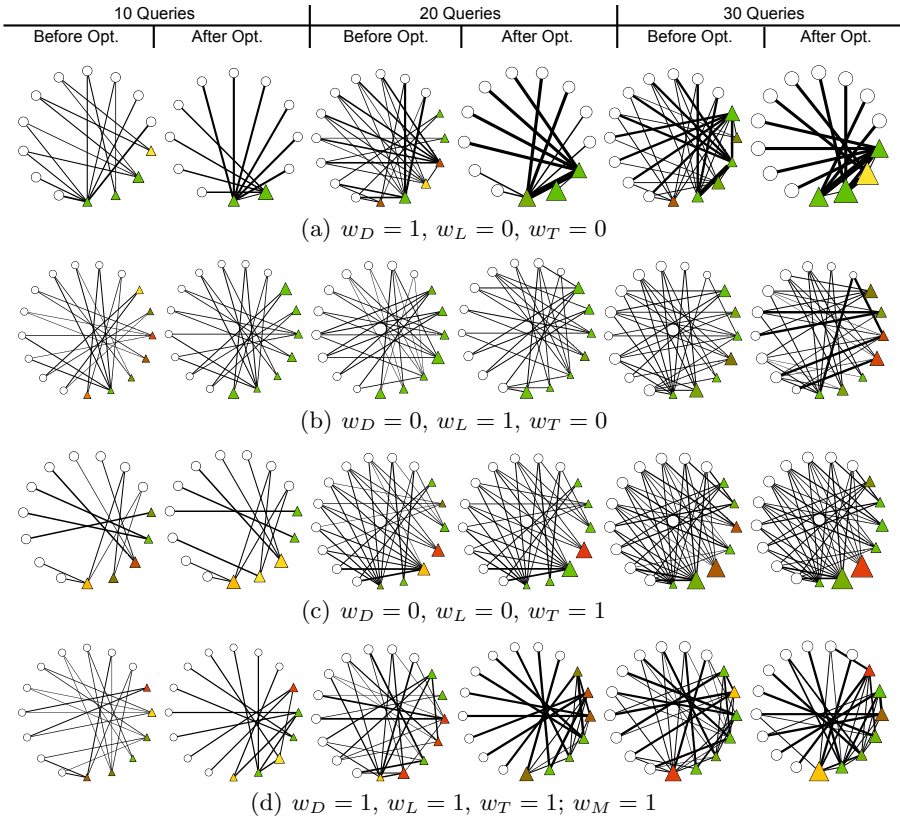 10 Queries 20 Queries 30 Queries
Before Opt. After Opt. Before Opt. After Opt. Before Opt. After Opt.
(a) $w_D = 1$, $w_L = 0$, $w_T = 0$
(b) $w_D = 0$, $w_L = 1$, $w_T = 0$
(c) $w_D = 0$, $w_L = 0$, $w_T = 1$
(d) $w_D = 1$, $w_L = 1$, $w_T = 1$; $w_M = 1$